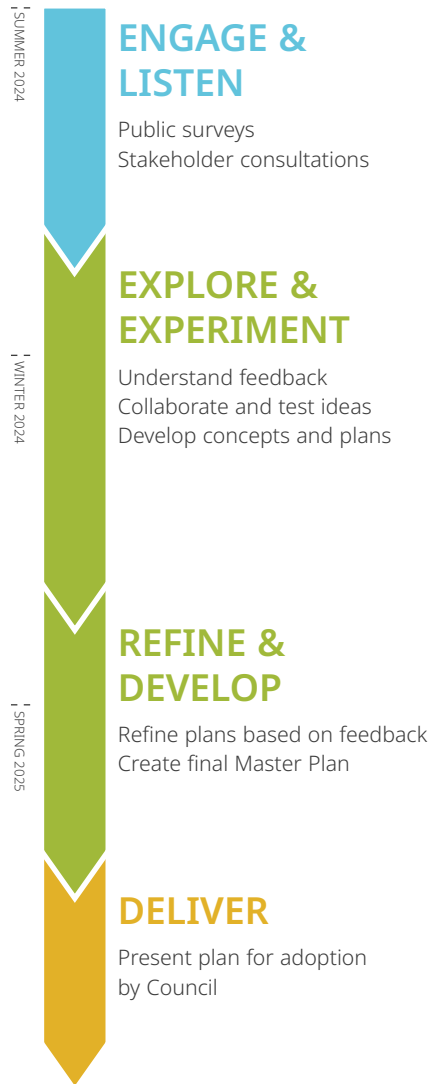 SUMMER 2024
ENGAGE &
LISTEN
Public surveys
Stakeholder consultations
EXPLORE &
EXPERIMENT
WINTER 2024
Understand feedback
Collaborate and test ideas
Develop concepts and plans
REFINE &
DEVELOP
SPRING 2025
Refine plans based on feedback
Create final Master Plan
DELIVER
Present plan for adoption
by Council